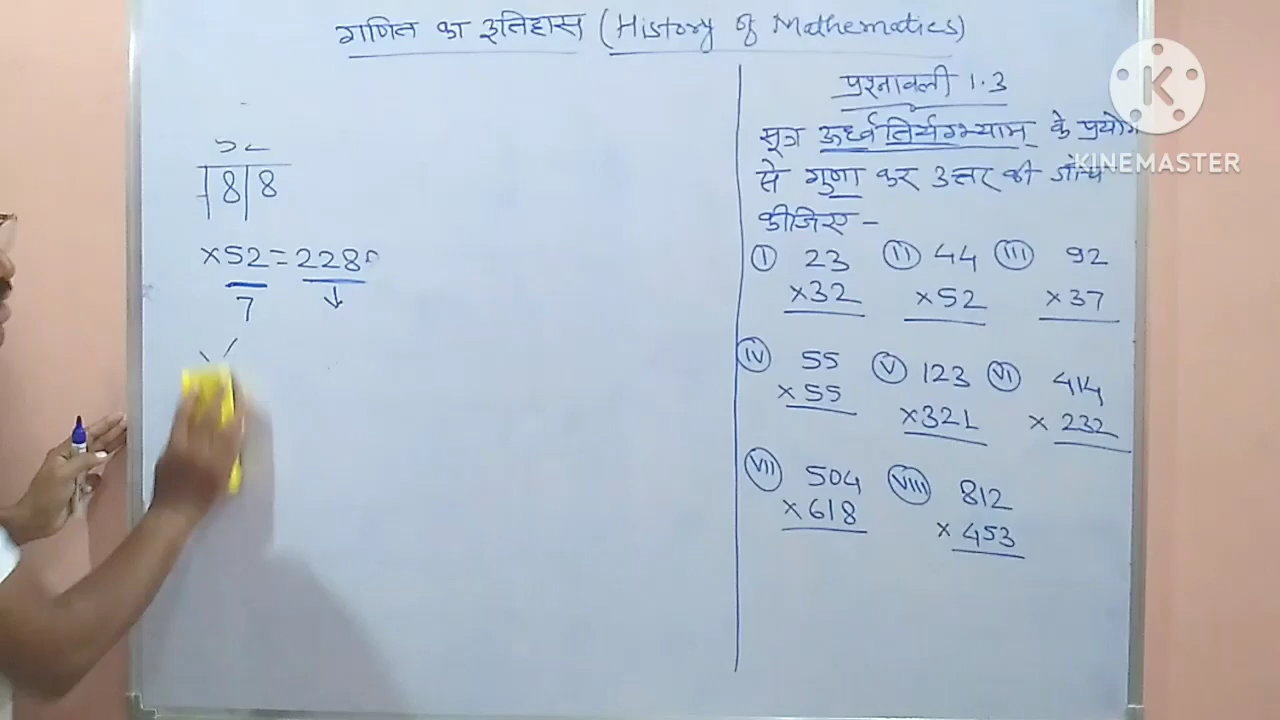 गणित का इतिहास (History of Mathematics)
8 8
×52=228
7
प्रश्नावली 1.3
सूत्र ऊर्ध्वतिर्यग्भ्याम् के प्रयोग
से गुणा कर उत्तर की जाँच
कीजिए -
(I) 23 (II) 44 (III) 92
×32 ×52 ×37
(IV) 55 (V) 123 (VI) 414
×55 ×321 × 232
(VII) 504 (VIII) 812
×618 × 453
K
KINEMASTER